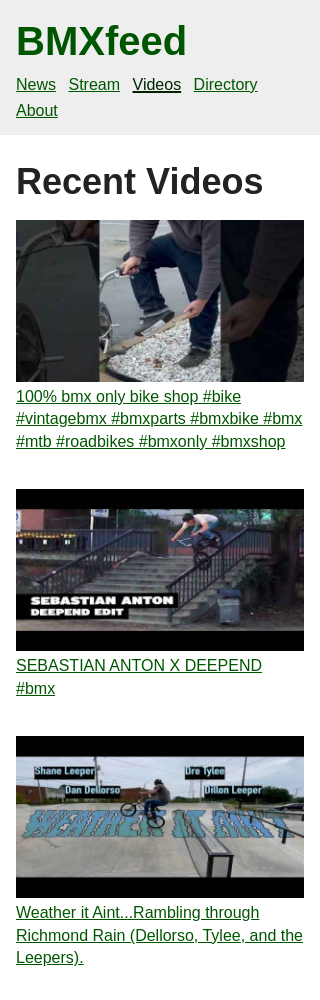 BMXfeed
News Stream Videos Directory
About
Recent Videos
100% bmx only bike shop #bike
#vintagebmx #bmxparts #bmxbike #bmx
#mtb #roadbikes #bmxonly #bmxshop
SEBASTIAN ANTON
DEEPEND EDIT
SEBASTIAN ANTON X DEEPEND
#bmx
Shane Leeper Dre Tylee
Dan Dellorso Dillon Leeper
WEATHER IT AIN'T
Weather it Aint...Rambling through
Richmond Rain (Dellorso, Tylee, and the
Leepers).